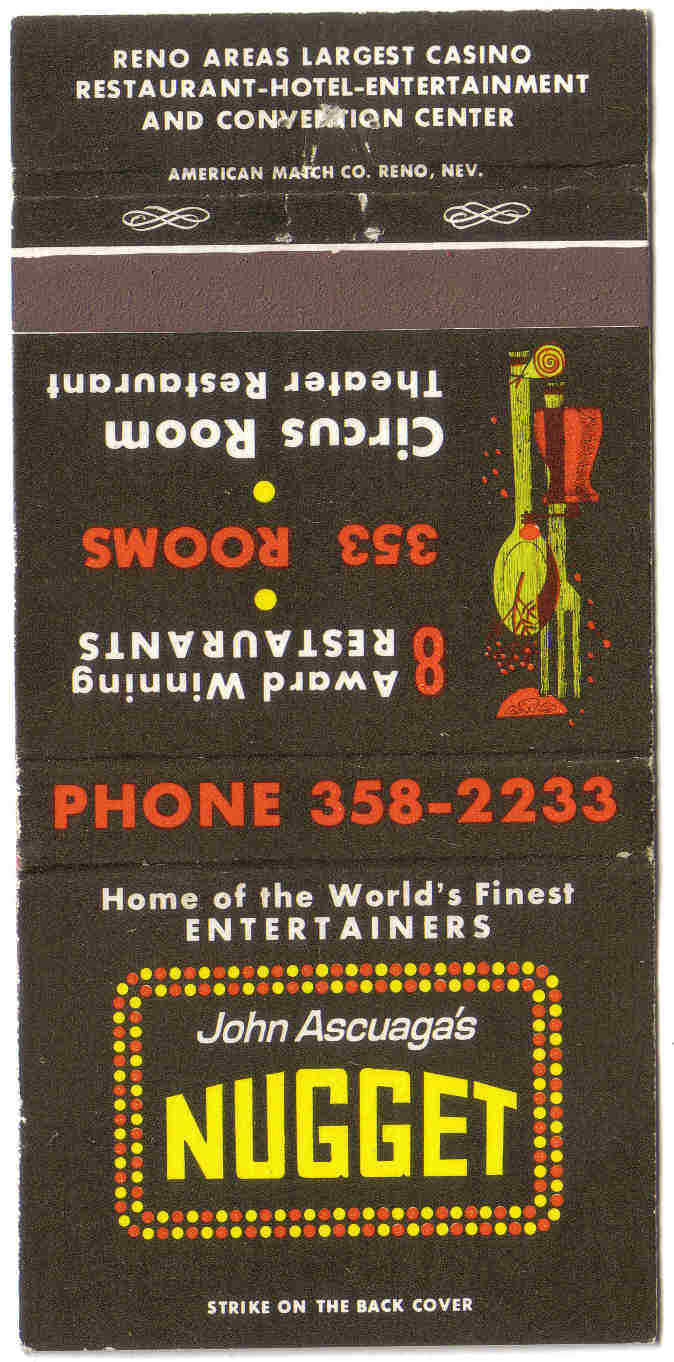 RENO AREAS LARGEST CASINO
RESTAURANT-HOTEL-ENTERTAINMENT
AND CONVENTION CENTER
AMERICAN MATCH CO. RENO, NEV.
8 Award Winning
RESTAURANTS
353 ROOMS
Circus Room
Theater Restaurant
PHONE 358-2233
Home of the World's Finest
ENTERTAINERS
John Ascuaga's
NUGGET
STRIKE ON THE BACK COVER